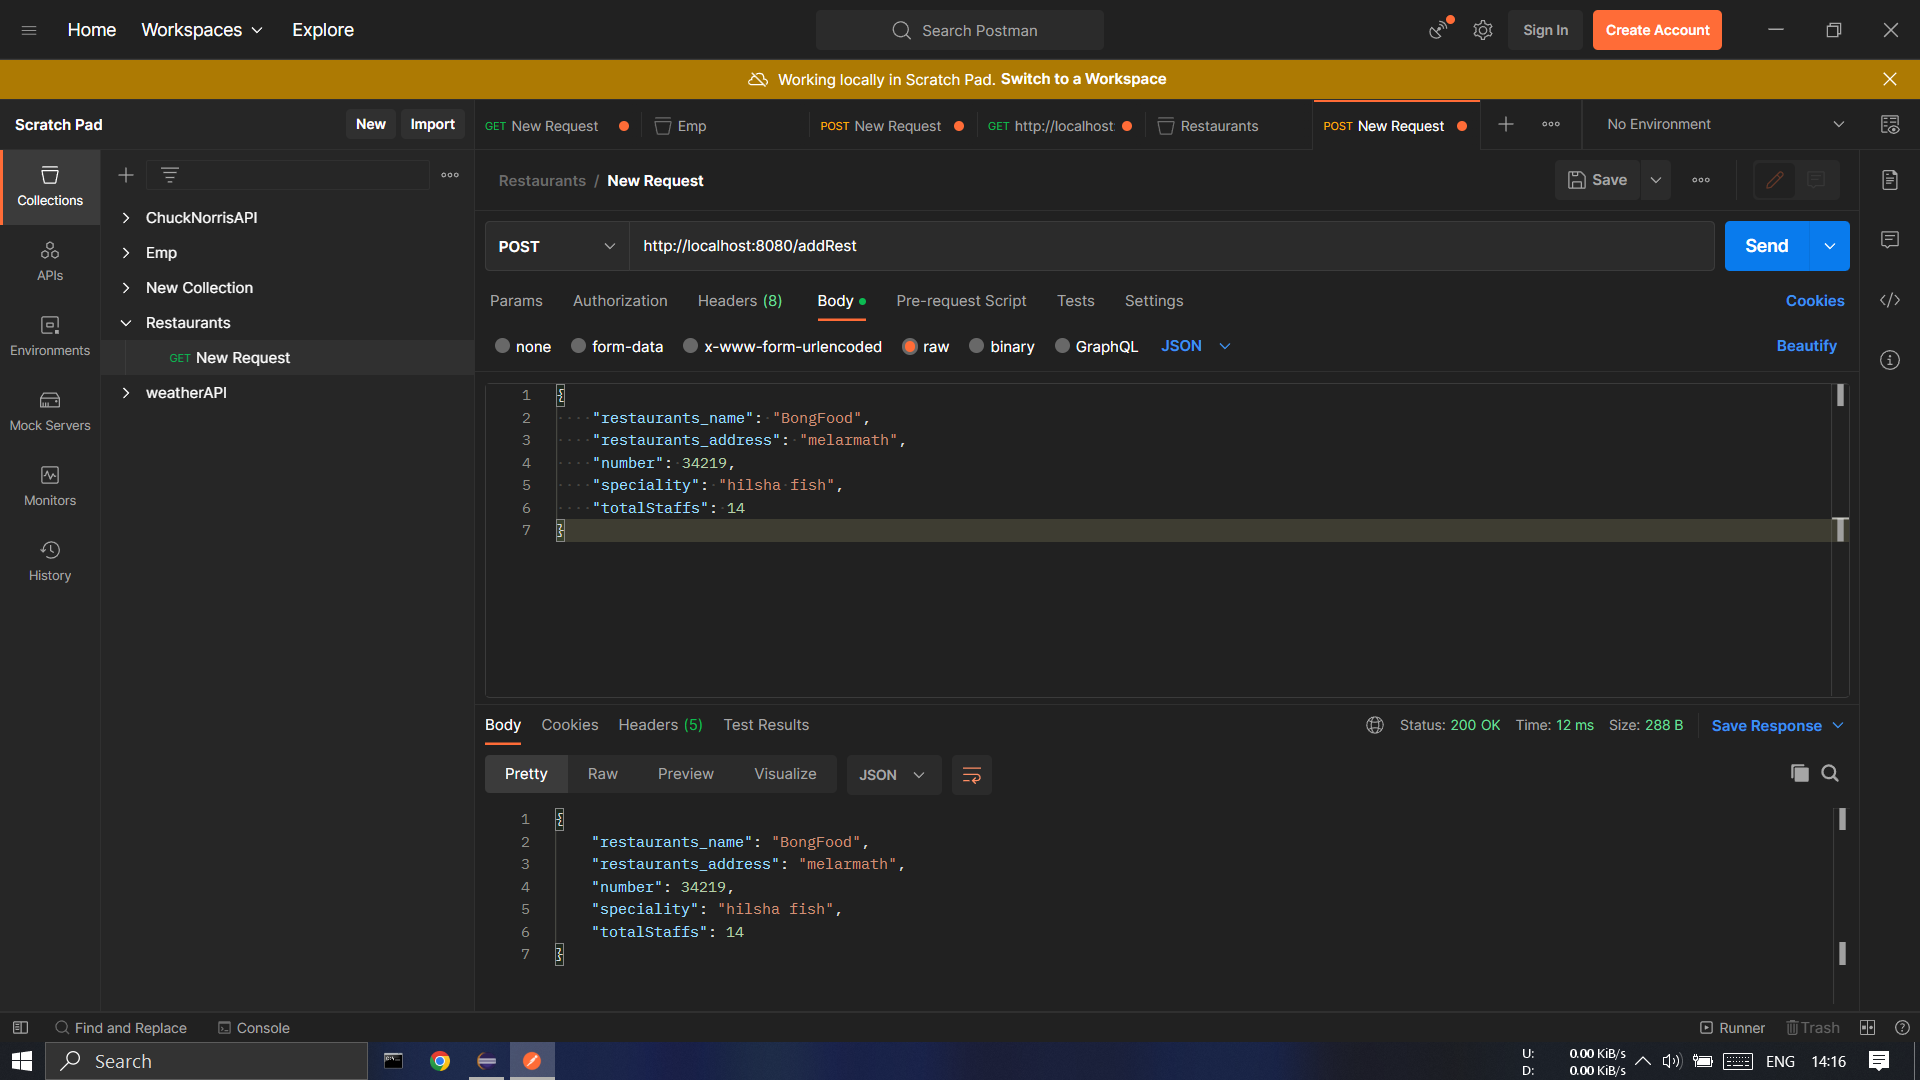 Home Workspaces Explore Search Postman Sign In Create Account
Working locally in Scratch Pad. Switch to a Workspace
Scratch Pad New Import GET New Request Emp POST New Request GET http://localhost: Restaurants POST New Request No Environment
Restaurants / New Request Save
Collections
APIs
Environments
Mock Servers
Monitors
History
ChuckNorrisAPI
Emp
New Collection
Restaurants
GET New Request
weatherAPI
POST http://localhost:8080/addRest Send
Params Authorization Headers (8) Body Pre-request Script Tests Settings Cookies
none form-data x-www-form-urlencoded raw binary GraphQL JSON Beautify
1 {
2 "restaurants_name": "BongFood",
3 "restaurants_address": "melarmath",
4 "number": 34219,
5 "speciality": "hilsha fish",
6 "totalStaffs": 14
7 }
Body Cookies Headers (5) Test Results Status: 200 OK Time: 12 ms Size: 288 B Save Response
Pretty Raw Preview Visualize JSON
1 {
2 "restaurants_name": "BongFood",
3 "restaurants_address": "melarmath",
4 "number": 34219,
5 "speciality": "hilsha fish",
6 "totalStaffs": 14
7 }
Find and Replace Console Runner Trash
Search U: 0.00 KiB/s ENG 14:16
D: 0.00 KiB/s